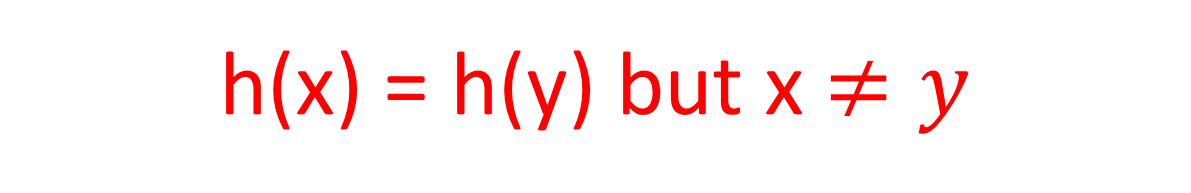 h(x) = h(y) but x ≠ 𝑦